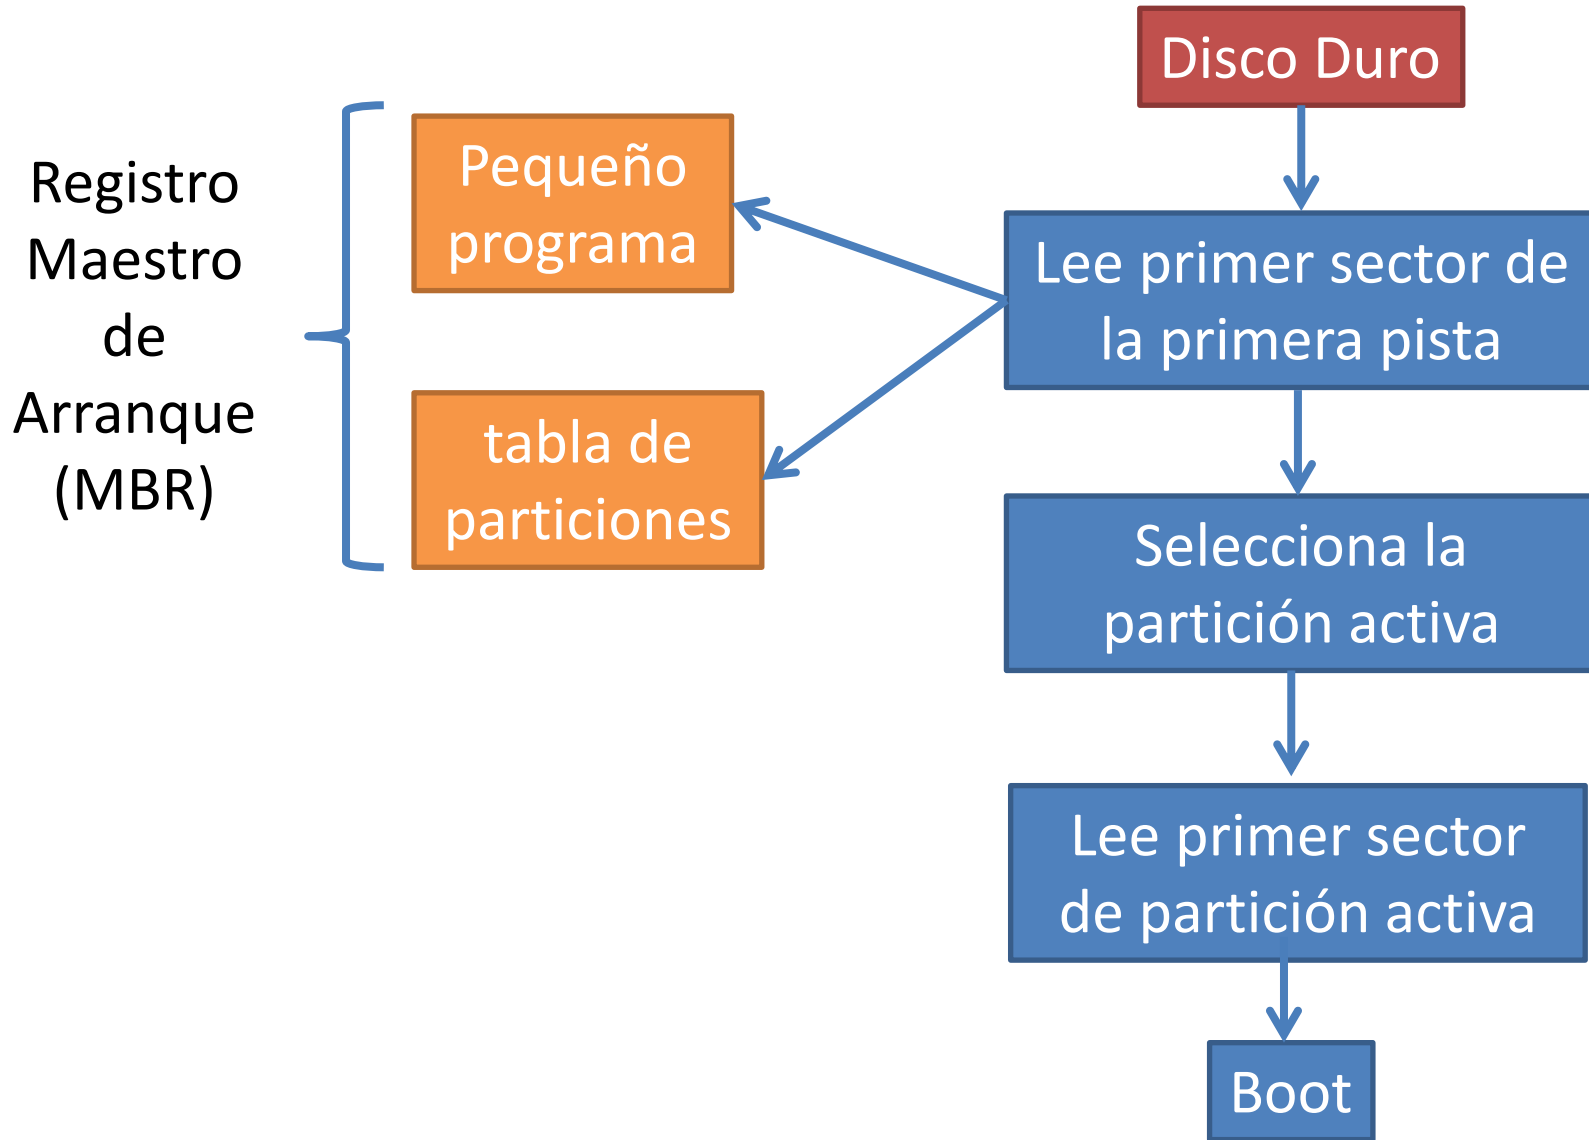 Disco Duro
Registro
Maestro
de
Arranque
(MBR)
Pequeño
programa
tabla de
particiones
Lee primer sector de
la primera pista
Selecciona la
partición activa
Lee primer sector
de partición activa
Boot